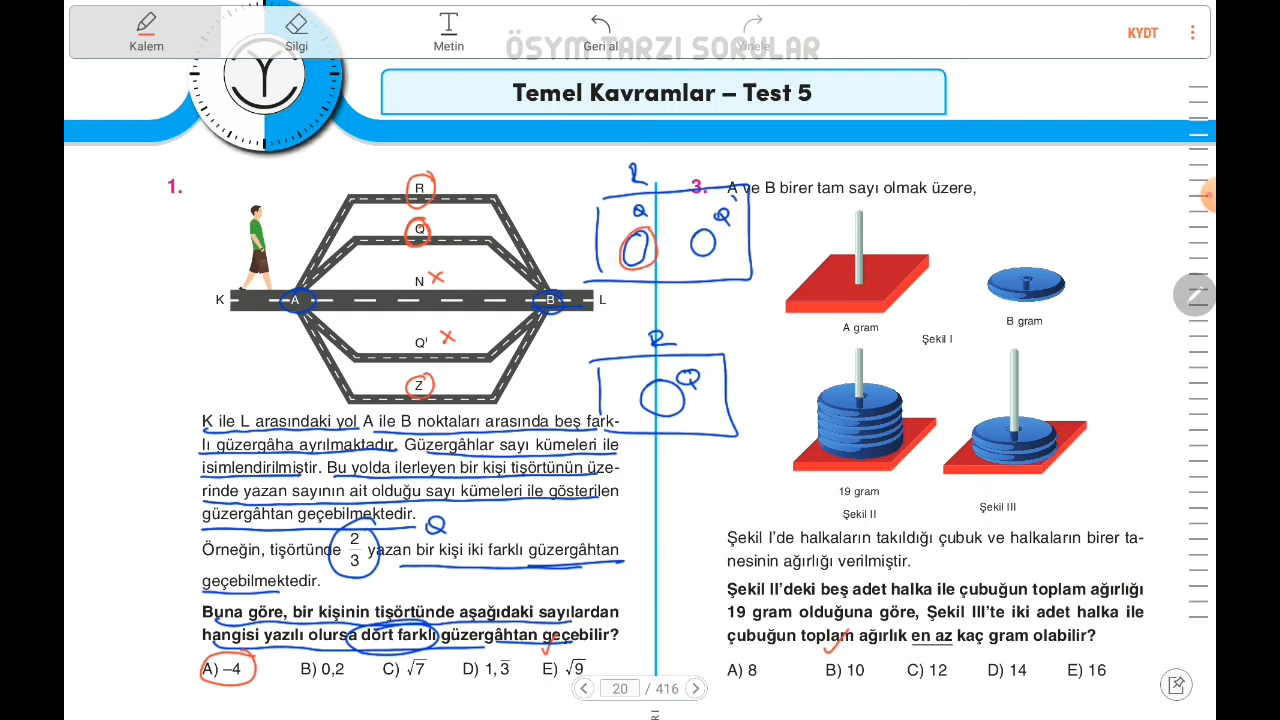 Kalem
Silgi
Metin
Geri al
Yinele
KYDT
ÖSYM TARZI SORULAR
Temel Kavramlar – Test 5
1.
R
Q
N
K
A
B
L
Q'
Z
K ile L arasındaki yol A ile B noktaları arasında beş fark-
lı güzergâha ayrılmaktadır. Güzergâhlar sayı kümeleri ile
isimlendirilmiştir. Bu yolda ilerleyen bir kişi tişörtünün üze-
rinde yazan sayının ait olduğu sayı kümeleri ile gösterilen
güzergâhtan geçebilmektedir.
Q
Örneğin, tişörtünde 2/3 yazan bir kişi iki farklı güzergâhtan
geçebilmektedir.
Buna göre, bir kişinin tişörtünde aşağıdaki sayılardan
hangisi yazılı olursa dört farklı güzergâhtan geçebilir?
A) –4 B) 0,2 C) √7 D) 1,3̅ E) √9
R
Q
Q'
R
Q
3. A ve B birer tam sayı olmak üzere,
A gram
B gram
Şekil I
19 gram
Şekil II
Şekil III
Şekil I'de halkaların takıldığı çubuk ve halkaların birer ta-
nesinin ağırlığı verilmiştir.
Şekil II'deki beş adet halka ile çubuğun toplam ağırlığı
19 gram olduğuna göre, Şekil III'te iki adet halka ile
çubuğun toplam ağırlık en az kaç gram olabilir?
A) 8 B) 10 C) 12 D) 14 E) 16
20 / 416